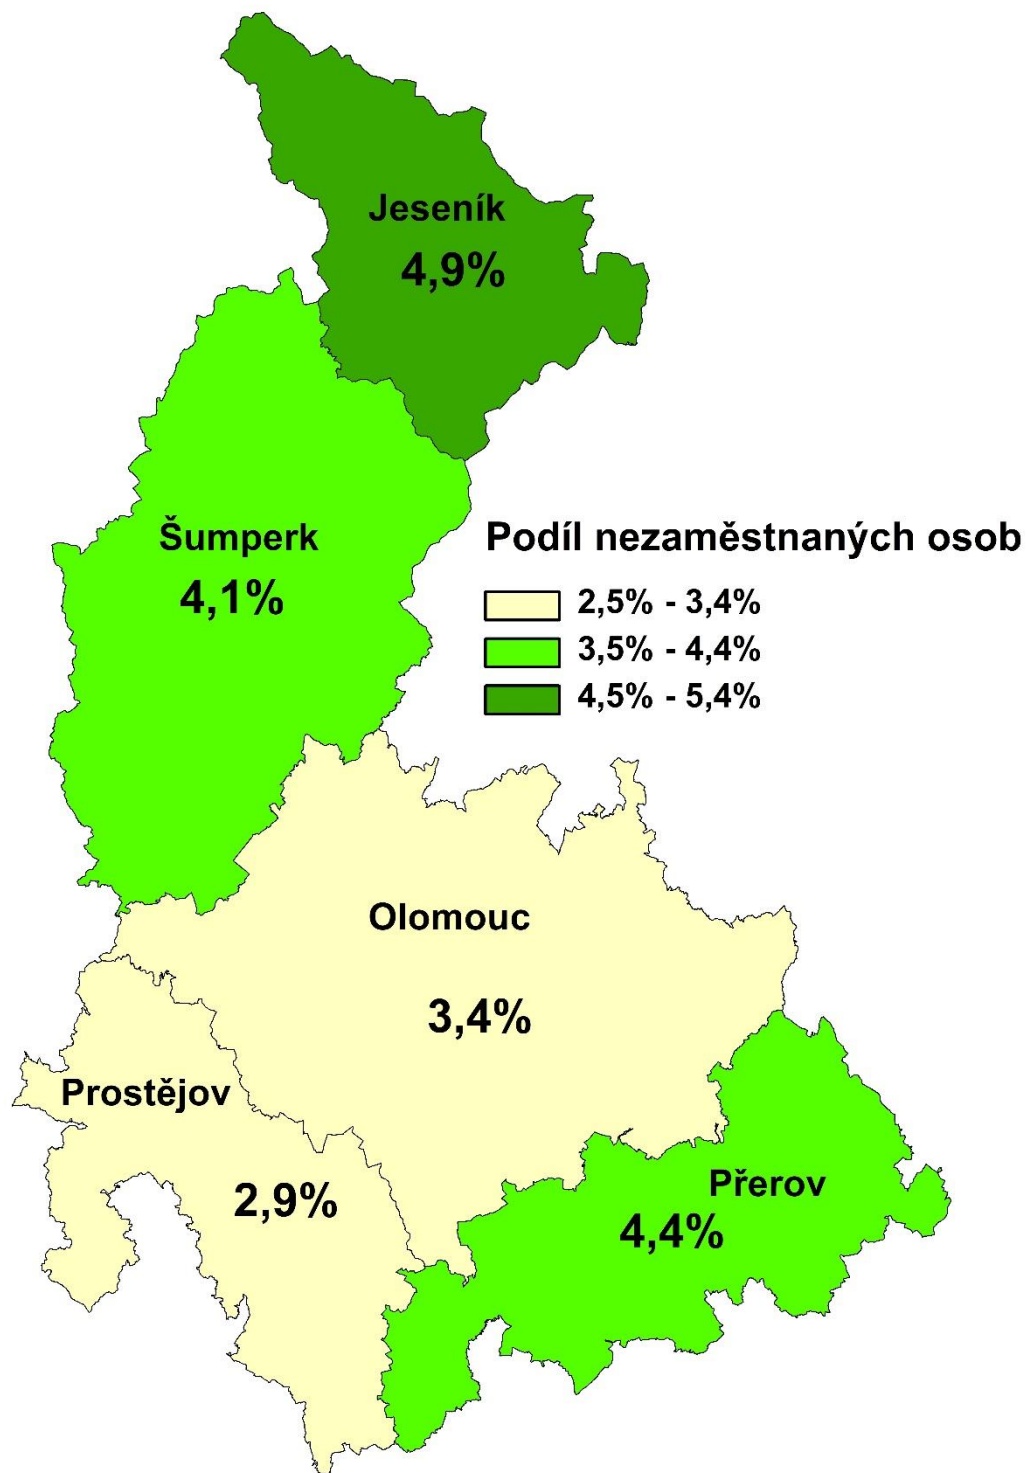 Jeseník
4,9%
Šumperk
4,1%
Podíl nezaměstnaných osob
2,5% - 3,4%
3,5% - 4,4%
4,5% - 5,4%
Olomouc
3,4%
Prostějov
2,9%
Přerov
4,4%